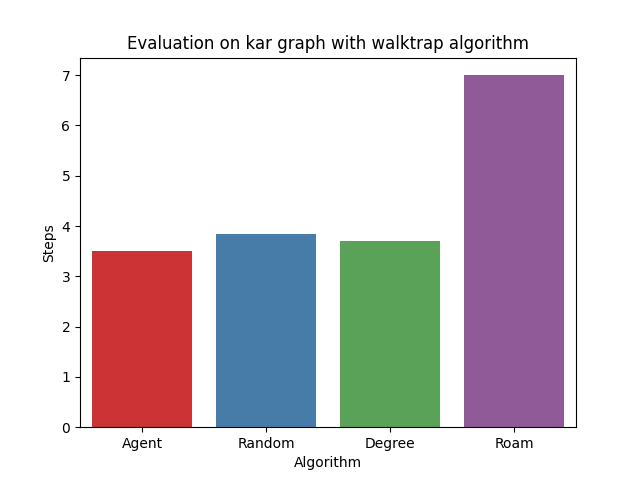 Evaluation on kar graph with walktrap algorithm
7
6
5
4
3
2
1
0
Steps
Agent Random Degree Roam
Algorithm